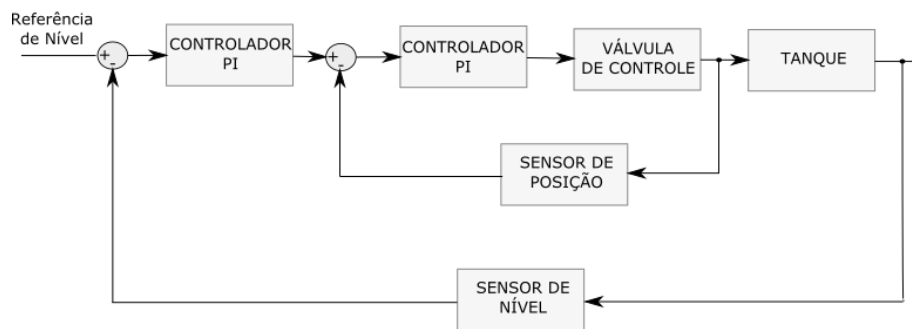 Referência
de Nível
+
-
CONTROLADOR
PI
+
-
CONTROLADOR
PI
VÁLVULA
DE CONTROLE
TANQUE
SENSOR DE
POSIÇÃO
SENSOR DE
NÍVEL